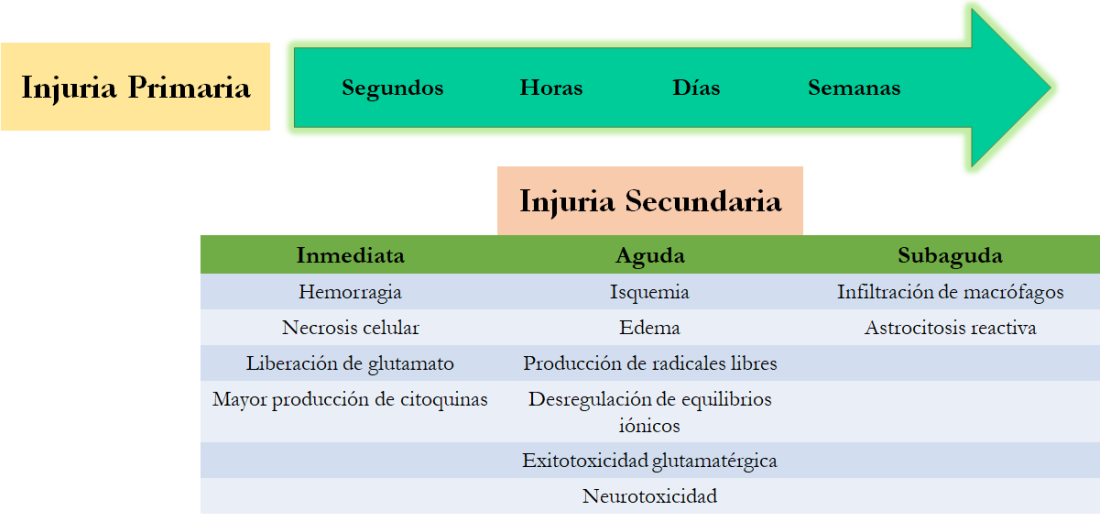 Injuria Primaria
Segundos Horas Días Semanas
Injuria Secundaria
Inmediata Aguda Subaguda
Hemorragia Isquemia Infiltración de macrófagos
Necrosis celular Edema Astrocitosis reactiva
Liberación de glutamato Producción de radicales libres
Mayor producción de citoquinas Desregulación de equilibrios
iónicos
Exitotoxicidad glutamatérgica
Neurotoxicidad